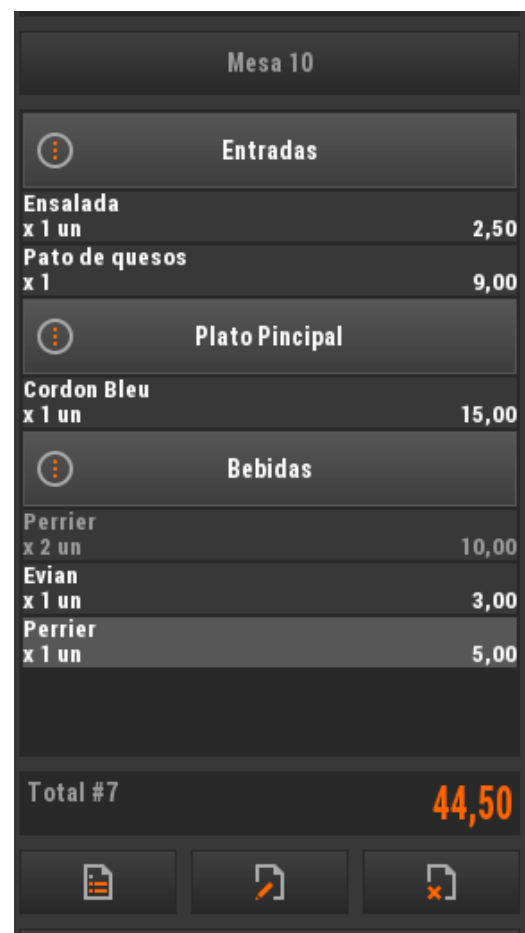 Mesa 10
Entradas
Ensalada
x 1 un 2,50
Pato de quesos
x 1 9,00
Plato Pincipal
Cordon Bleu
x 1 un 15,00
Bebidas
Perrier
x 2 un 10,00
Evian
x 1 un 3,00
Perrier
x 1 un 5,00
Total #7 44,50